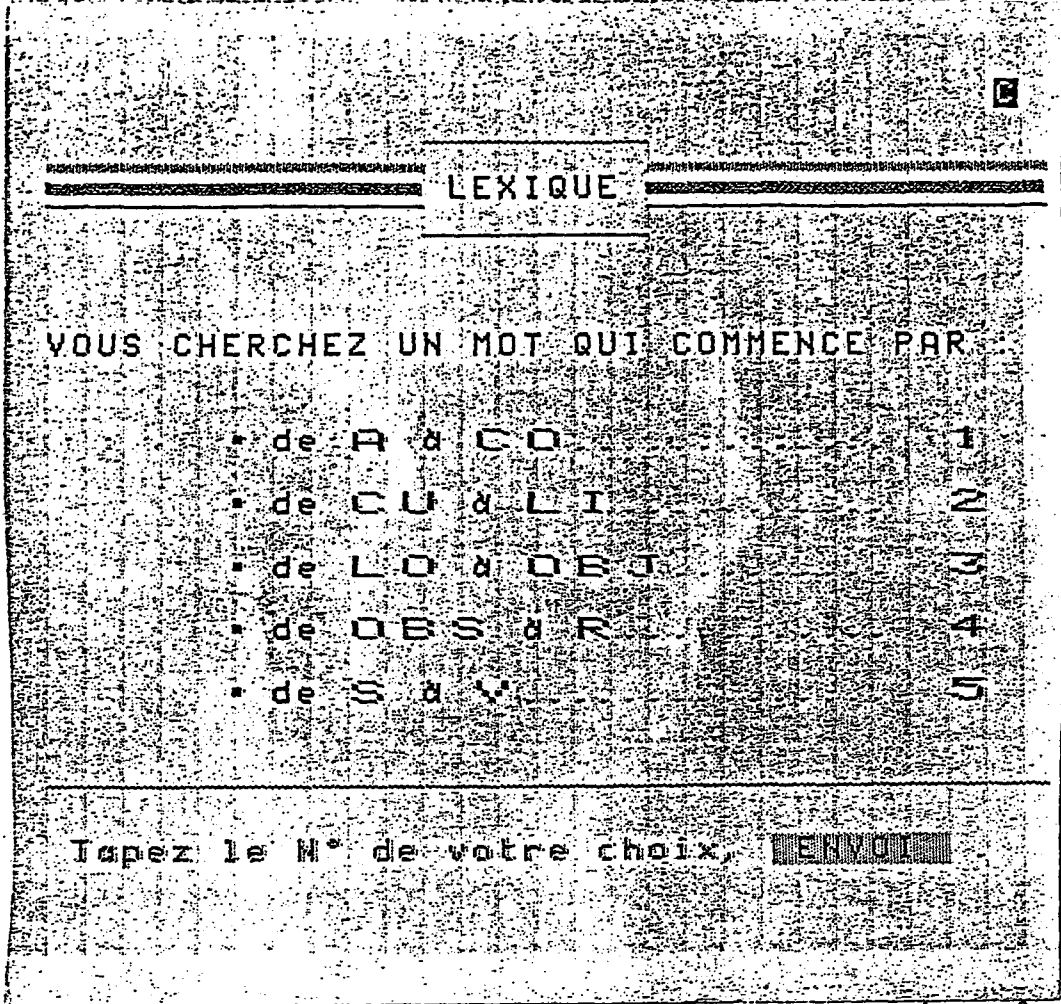 C
LEXIQUE
VOUS CHERCHEZ UN MOT QUI COMMENCE PAR :
▪ de A à CO ............ 1
▪ de CU à LI ............ 2
▪ de LO à OBJ ............ 3
▪ de OBS à R ............ 4
▪ de S à V ............ 5
Tapez le N° de votre choix, ENVOI